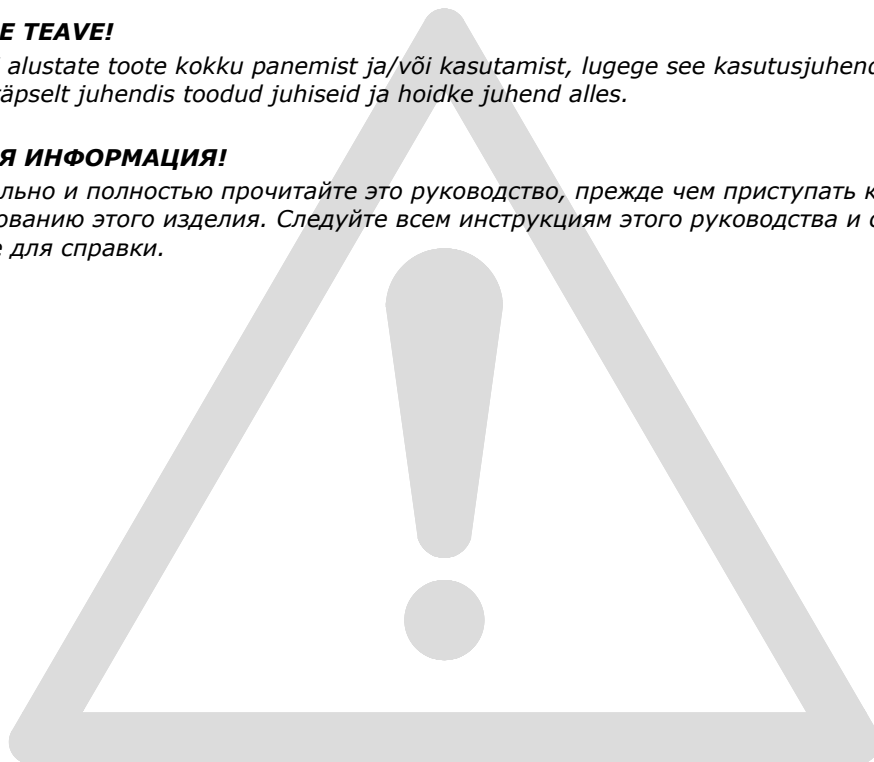 E TEAVE!
alustate toote kokku panemist ja/või kasutamist, lugege see kasutusjuhend
äpselt juhendis toodud juhiseid ja hoidke juhend alles.
Я ИНФОРМАЦИЯ!
льно и полностью прочитайте это руководство, прежде чем приступать к
ованию этого изделия. Следуйте всем инструкциям этого руководства и
е для справки.